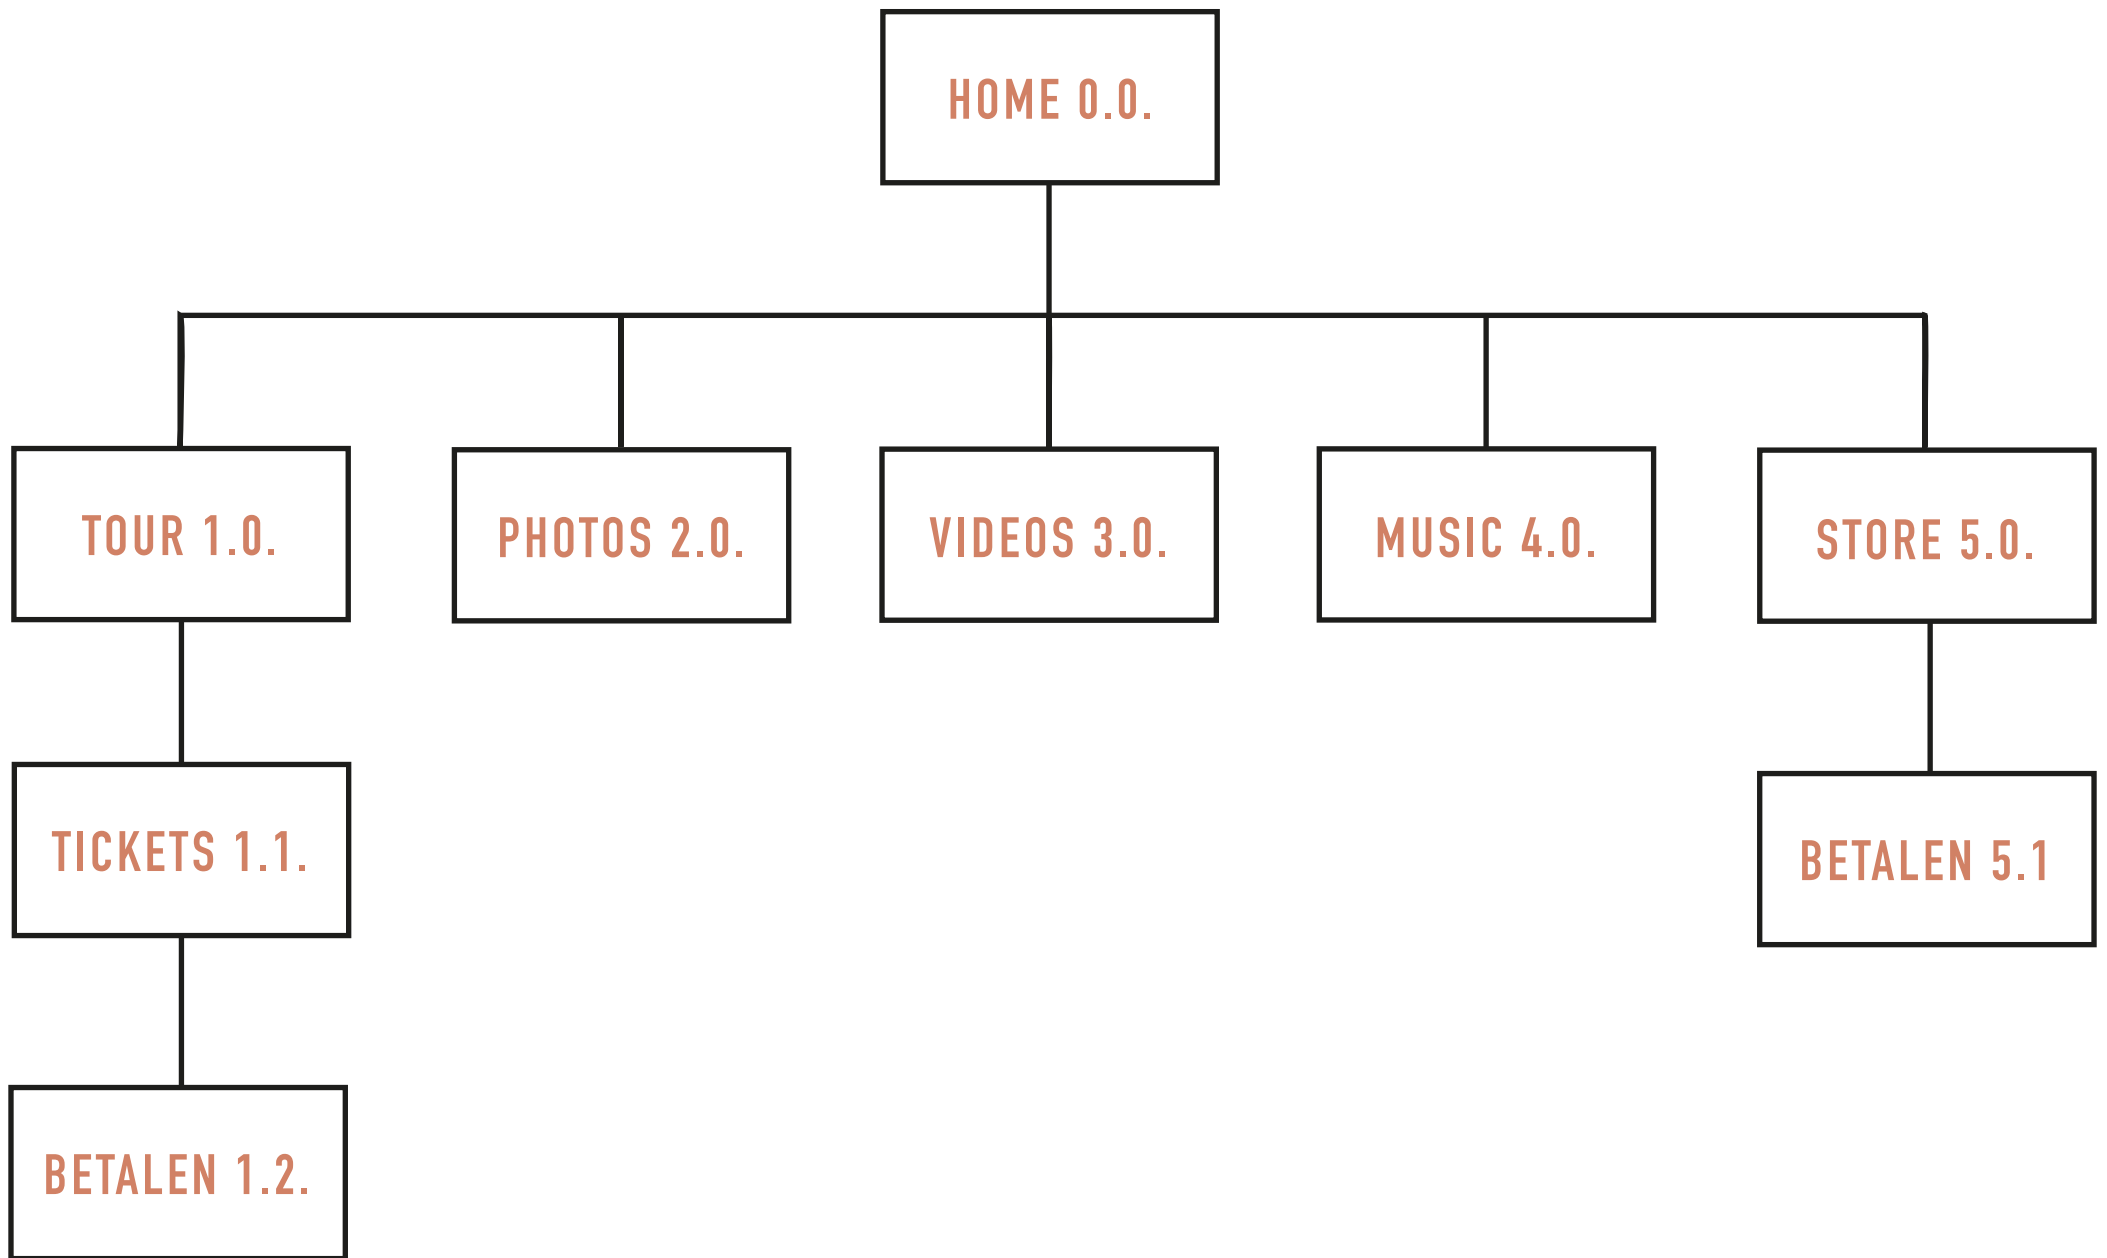 HOME 0.0.
TOUR 1.0.
PHOTOS 2.0.
VIDEOS 3.0.
MUSIC 4.0.
STORE 5.0.
TICKETS 1.1.
BETALEN 5.1
BETALEN 1.2.